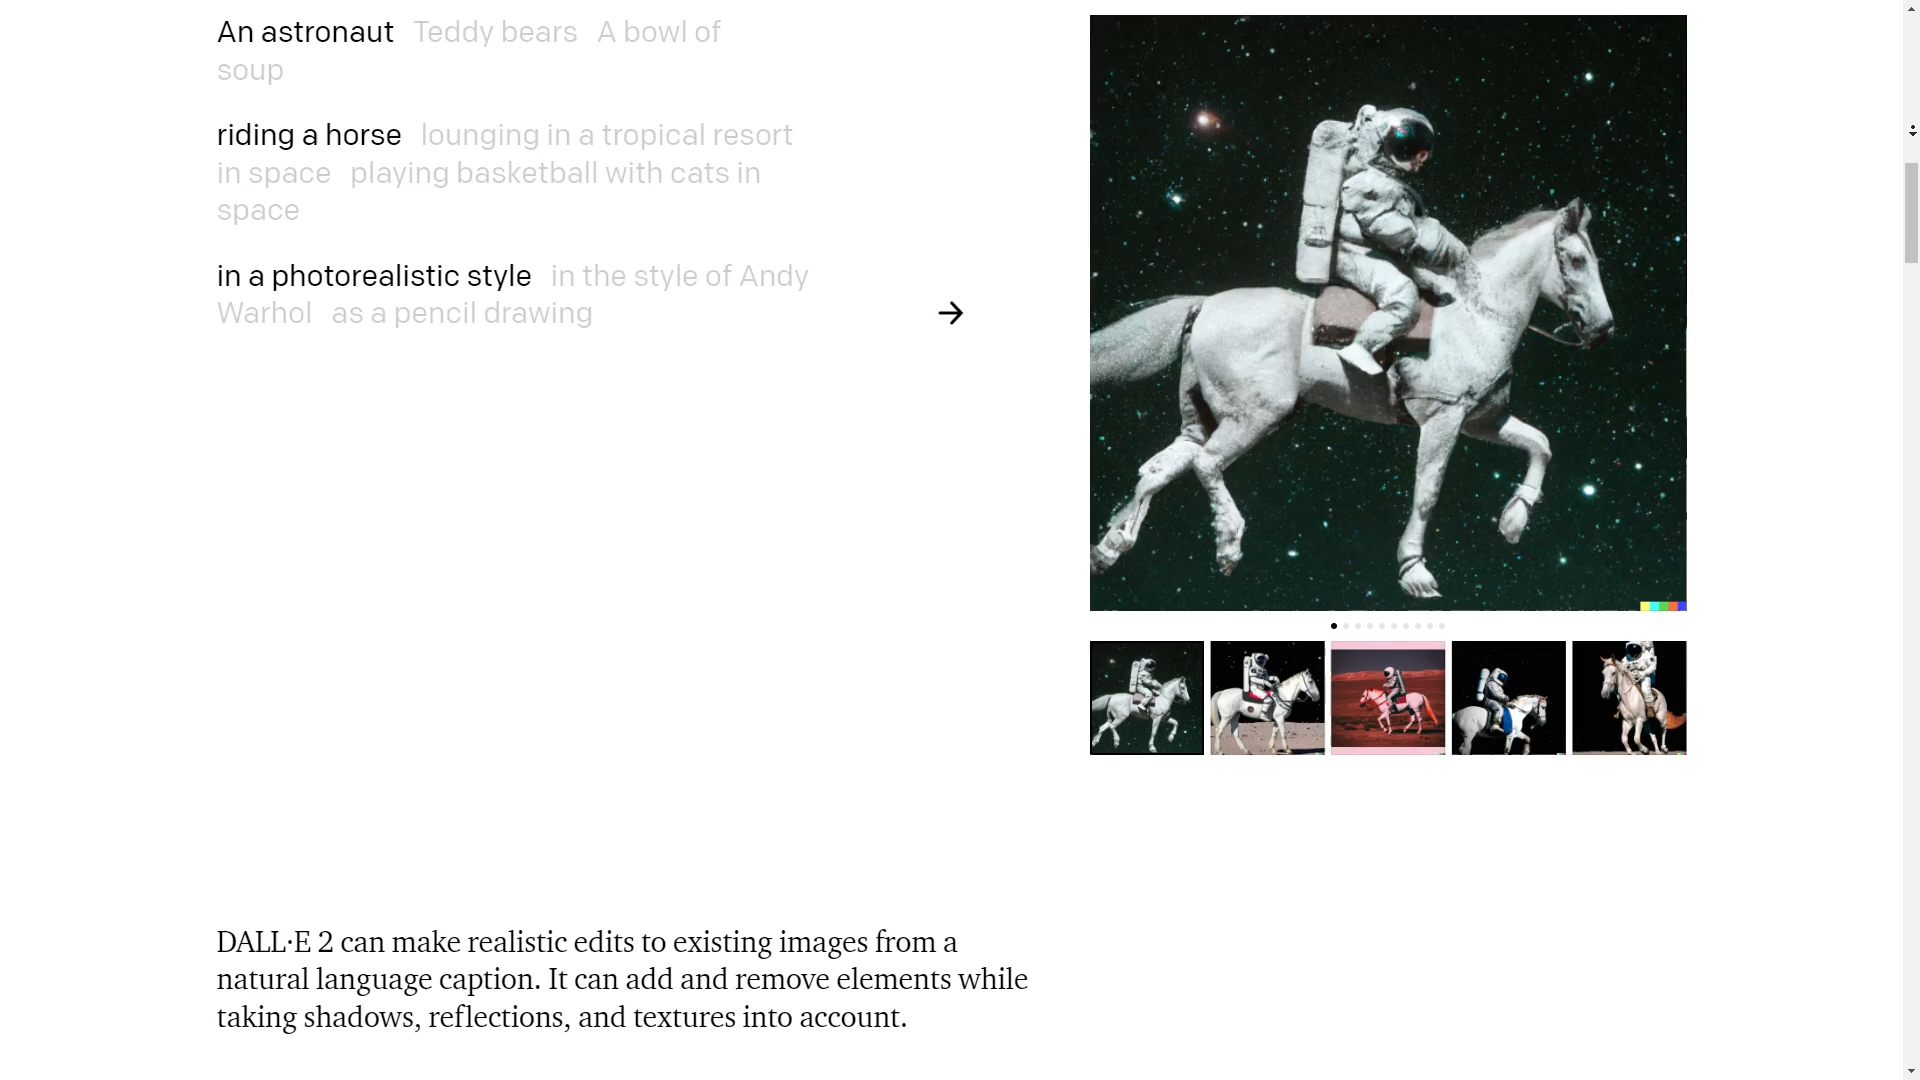 An astronaut Teddy bears A bowl of
soup
riding a horse lounging in a tropical resort
in space playing basketball with cats in
space
in a photorealistic style in the style of Andy
Warhol as a pencil drawing
DALL·E 2 can make realistic edits to existing images from a
natural language caption. It can add and remove elements while
taking shadows, reflections, and textures into account.